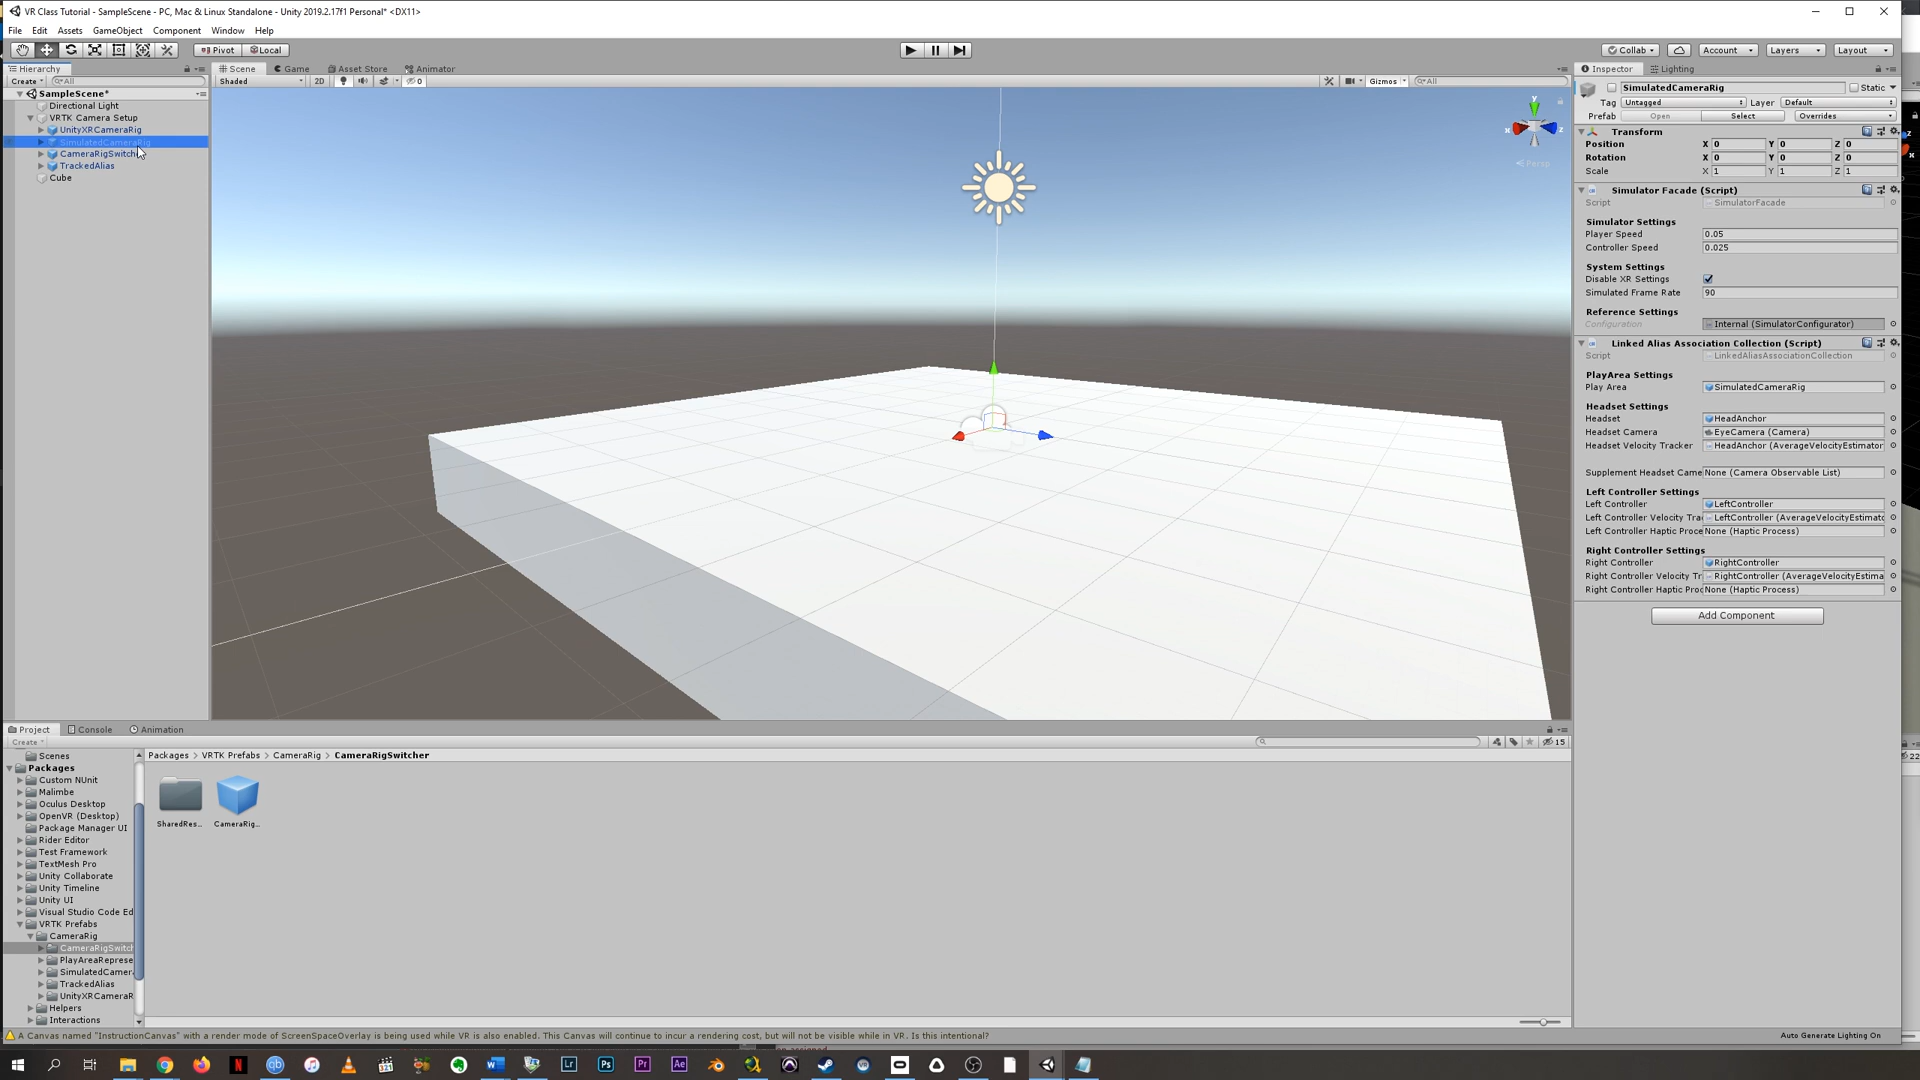 VR Class Tutorial - SampleScene - PC, Mac & Linux Standalone - Unity 2019.2.17f1 Personal* <DX11>
File Edit Assets GameObject Component Window Help
Pivot Local
Collab Account Layers Layout
Hierarchy
Create All
SampleScene*
Directional Light
VRTK Camera Setup
UnityXRCameraRig
SimulatedCameraRig
CameraRigSwitche
TrackedAlias
Cube
Scene Game Asset Store Animator
Shaded 2D 0 Gizmos All
y
x z
Persp
Inspector Lighting
SimulatedCameraRig Static
Tag Untagged Layer Default
Prefab Open Select Overrides
Transform
Position X 0 Y 0 Z 0
Rotation X 0 Y 0 Z 0
Scale X 1 Y 1 Z 1
Simulator Facade (Script)
Script SimulatorFacade
Simulator Settings
Player Speed 0.05
Controller Speed 0.025
System Settings
Disable XR Settings
Simulated Frame Rate 90
Reference Settings
Configuration Internal (SimulatorConfigurator)
Linked Alias Association Collection (Script)
Script LinkedAliasAssociationCollection
PlayArea Settings
Play Area SimulatedCameraRig
Headset Settings
Headset HeadAnchor
Headset Camera EyeCamera (Camera)
Headset Velocity Tracker HeadAnchor (AverageVelocityEstimator
Supplement Headset Came None (Camera Observable List)
Left Controller Settings
Left Controller LeftController
Left Controller Velocity Tra LeftController (AverageVelocityEstimato
Left Controller Haptic Proce None (Haptic Process)
Right Controller Settings
Right Controller RightController
Right Controller Velocity Tr RightController (AverageVelocityEstima
Right Controller Haptic Proc None (Haptic Process)
Add Component
Project Console Animation
Create 15
Scenes
Packages
Custom NUnit
Malimbe
Oculus Desktop
OpenVR (Desktop)
Package Manager UI
Rider Editor
Test Framework
TextMesh Pro
Unity Collaborate
Unity Timeline
Unity UI
Visual Studio Code Ed
VRTK Prefabs
CameraRig
CameraRigSwitch
PlayAreaReprese
SimulatedCamera
TrackedAlias
UnityXRCameraR
Helpers
Interactions
Packages > VRTK Prefabs > CameraRig > CameraRigSwitcher
SharedRes... CameraRig...
A Canvas named "InstructionCanvas" with a render mode of ScreenSpaceOverlay is being used while VR is also enabled. This Canvas will continue to incur a rendering cost, but will not be visible while in VR. Is this intentional?
Auto Generate Lighting On
22
N qb 321 W Lr Ps Pr Ae